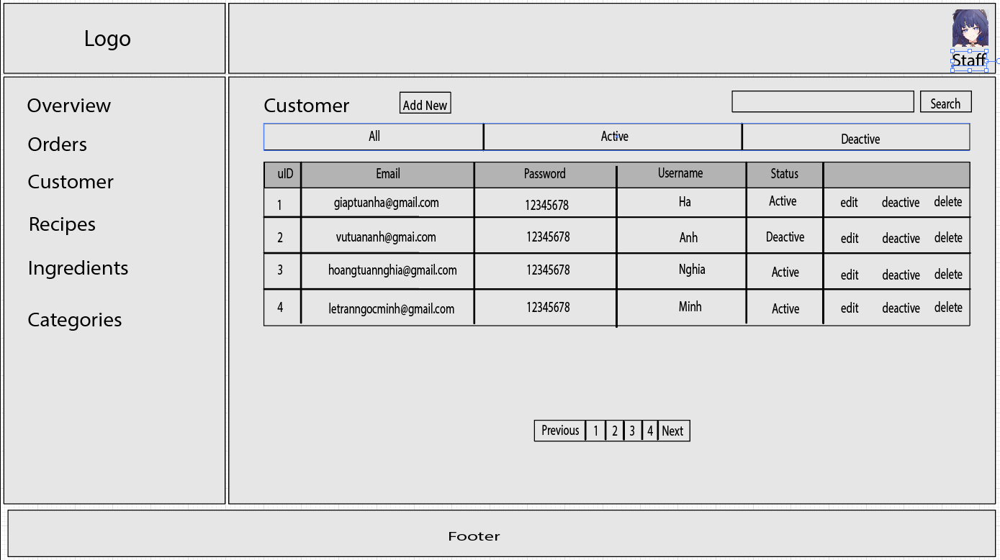 Logo
Staff
Overview
Orders
Customer
Recipes
Ingredients
Categories
Customer Add New Search
All Active Deactive
uID Email Password Username Status
1 giaptuanha@gmail.com 12345678 Ha Active edit deactive delete
2 vutuananh@gmai.com 12345678 Anh Deactive edit deactive delete
3 hoangtuannghia@gmail.com 12345678 Nghia Active edit deactive delete
4 letranngocminh@gmail.com 12345678 Minh Active edit deactive delete
Previous 1 2 3 4 Next
Footer